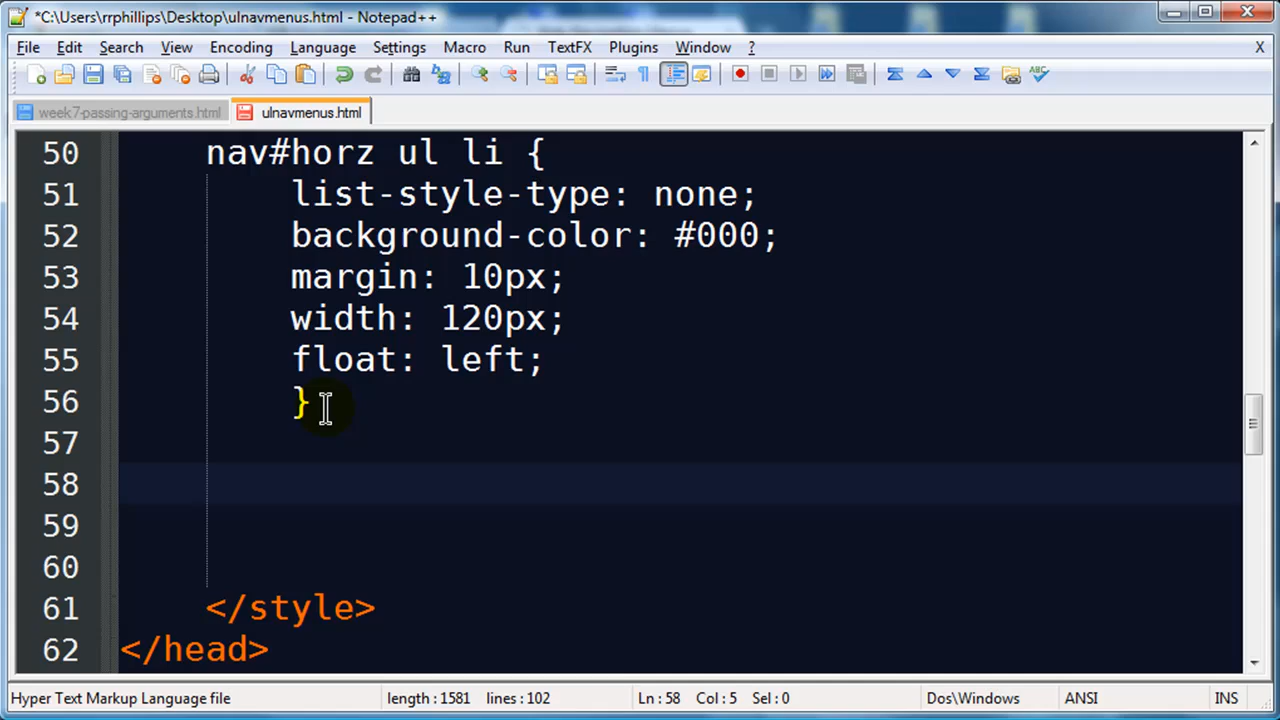 *C:\Users\rrphillips\Desktop\ulnavmenus.html - Notepad++
File Edit Search View Encoding Language Settings Macro Run TextFX Plugins Window ? X
week7-passing-arguments.html ulnavmenus.html
50 nav#horz ul li {
51 list-style-type: none;
52 background-color: #000;
53 margin: 10px;
54 width: 120px;
55 float: left;
56 }
57
58
59
60
61 </style>
62 </head>
Hyper Text Markup Language file length : 1581 lines : 102 Ln : 58 Col : 5 Sel : 0 Dos\Windows ANSI INS